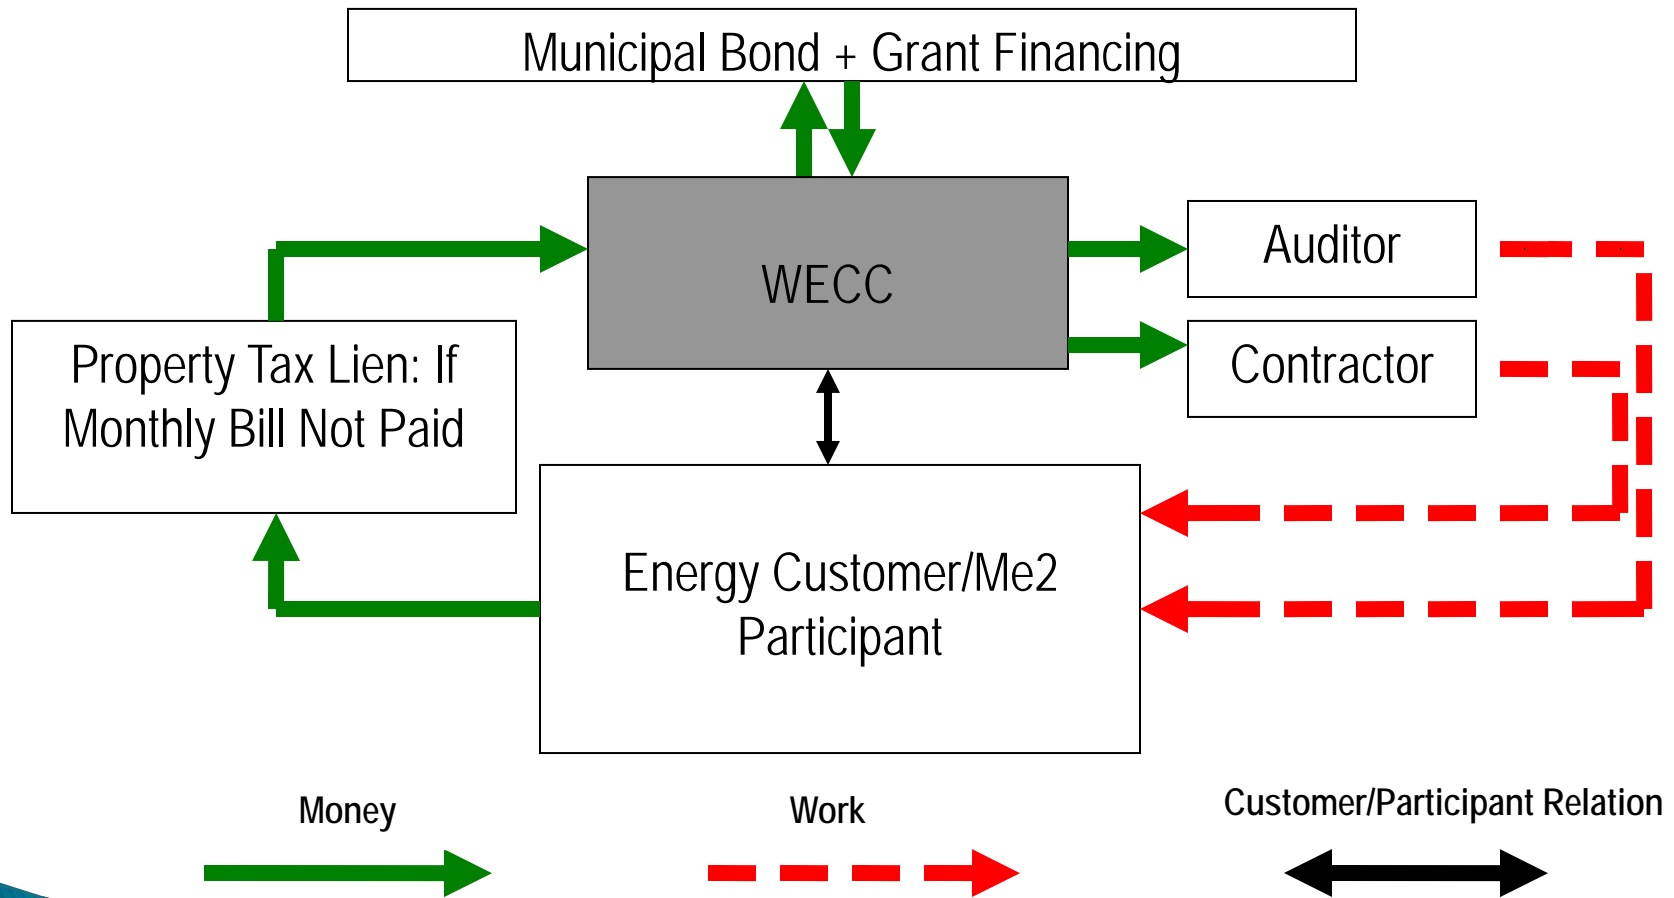 Municipal Bond + Grant Financing
WECC
Auditor
Contractor
Property Tax Lien: If
Monthly Bill Not Paid
Energy Customer/Me2
Participant
Money
Work
Customer/Participant Relation